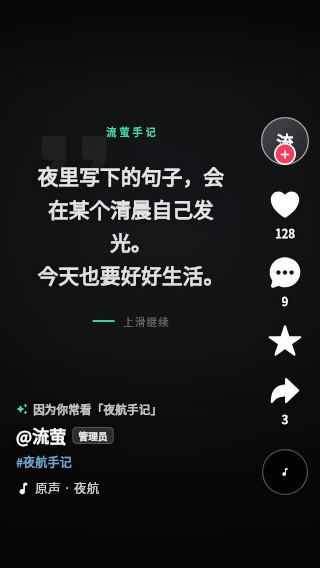 流萤手记
夜里写下的句子，会
在某个清晨自己发
光。
今天也要好好生活。
上滑继续
流
128
9
3
因为你常看「夜航手记」
@流萤 管理员
#夜航手记
原声 · 夜航